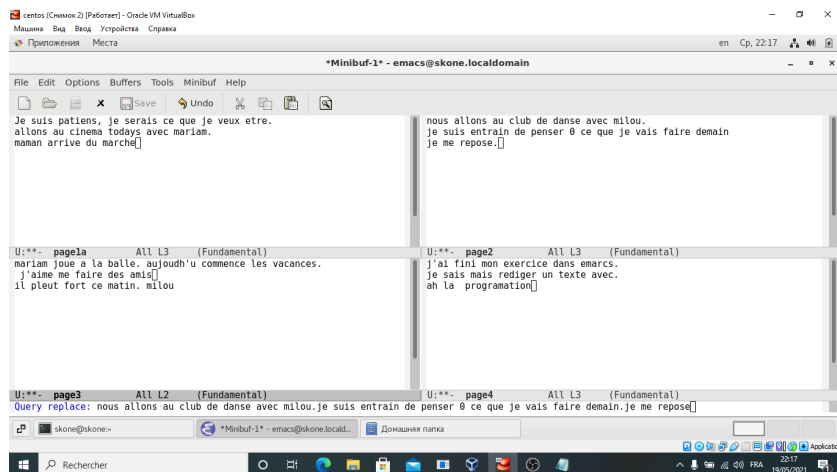 centos (Снимок 2) [Работает] - Oracle VM VirtualBox
Машина Вид Ввод Устройства Справка
Приложения Места en Ср, 22:17
*Minibuf-1* - emacs@skone.localdomain
File Edit Options Buffers Tools Minibuf Help
Save Undo
Je suis patiens, je serais ce que je veux etre.
allons au cinema todays avec mariam.
maman arrive du marche
nous allons au club de danse avec milou.
je suis entrain de penser 0 ce que je vais faire demain
je me repose.
U:**- page1a All L3 (Fundamental)
U:**- page2 All L3 (Fundamental)
mariam joue a la balle. aujoudh'u commence les vacances.
j'aime me faire des amis
il pleut fort ce matin. milou
j'ai fini mon exercice dans emarcs.
je sais mais rediger un texte avec.
ah la programation
U:**- page3 All L2 (Fundamental)
U:**- page4 All L3 (Fundamental)
Query replace: nous allons au club de danse avec milou.je suis entrain de penser 0 ce que je vais faire demain.je me repose
skone@skone:~ *Minibuf-1* - emacs@skone.locald... Домашняя папка
Applicatic
Rechercher FRA 22:17
19/05/2021